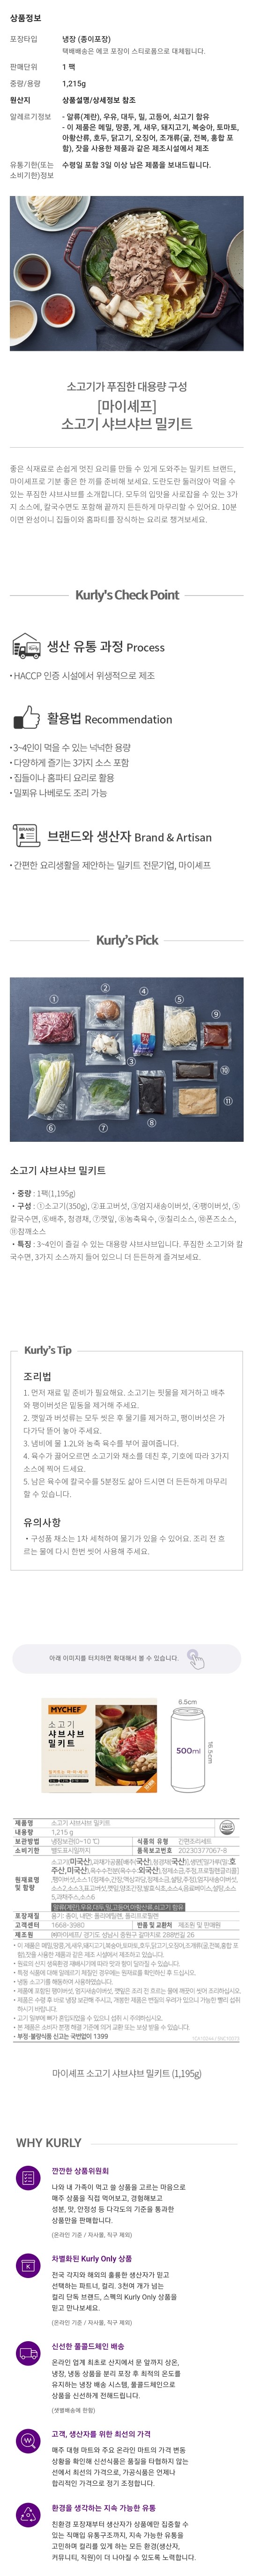 상품정보
포장타입 냉장 (종이포장)
택배배송은 에코 포장이 스티로폼으로 대체됩니다.
판매단위 1 팩
중량/용량 1,215g
원산지 상품설명/상세정보 참조
알레르기정보 - 알류(계란), 우유, 대두, 밀, 고등어, 쇠고기 함유
- 이 제품은 메밀, 땅콩, 게, 새우, 돼지고기, 복숭아, 토마토,
아황산류, 호두, 닭고기, 오징어, 조개류(굴, 전복, 홍합 포
함), 잣을 사용한 제품과 같은 제조시설에서 제조
유통기한(또는 수령일 포함 3일 이상 남은 제품을 보내드립니다.
소비기한)정보
소고기가 푸짐한 대용량 구성
[마이셰프]
소고기 샤브샤브 밀키트
좋은 식재료로 손쉽게 멋진 요리를 만들 수 있게 도와주는 밀키트 브랜드,
마이셰프로 기분 좋은 한 끼를 준비해 보세요. 도란도란 둘러앉아 먹을 수
있는 푸짐한 샤브샤브를 소개합니다. 모두의 입맛을 사로잡을 수 있는 3가
지 소스에, 칼국수면도 포함해 끝까지 든든하게 마무리할 수 있어요. 10분
이면 완성이니 집들이와 홈파티를 장식하는 요리로 챙겨보세요.
Kurly's Check Point
생산 유통 과정 Process
• HACCP 인증 시설에서 위생적으로 제조
활용법 Recommendation
• 3~4인이 먹을 수 있는 넉넉한 용량
• 다양하게 즐기는 3가지 소스 포함
• 집들이나 홈파티 요리로 활용
• 밀푀유 나베로도 조리 가능
BRAND
브랜드와 생산자 Brand & Artisan
• 간편한 요리생활을 제안하는 밀키트 전문기업, 마이셰프
Kurly's Pick
①
②
③
④
⑤
⑥
⑦
⑧
⑨
⑩
⑪
소고기 샤브샤브 밀키트
• 중량 : 1팩(1,195g)
• 구성 : ①소고기(350g), ②표고버섯, ③엄지새송이버섯, ④팽이버섯, ⑤
칼국수면, ⑥배추, 청경채, ⑦깻잎, ⑧농축육수, ⑨칠리소스, ⑩폰즈소스,
⑪참깨소스
• 특징 : 3~4인이 즐길 수 있는 대용량 샤브샤브입니다. 푸짐한 소고기와 칼
국수면, 3가지 소스까지 들어 있으니 더 든든하게 즐겨보세요.
Kurly's Tip
조리법
1. 먼저 재료 밑 준비가 필요해요. 소고기는 핏물을 제거하고 배추
와 팽이버섯은 밑동을 제거해 주세요.
2. 깻잎과 버섯류는 모두 씻은 후 물기를 제거하고, 팽이버섯은 가
닥가닥 뜯어 놓아 주세요.
3. 냄비에 물 1.2L와 농축 육수를 부어 끓여줍니다.
4. 육수가 끓어오르면 소고기와 채소를 데친 후, 기호에 따라 3가지
소스에 찍어 드세요.
5. 남은 육수에 칼국수를 5분정도 삶아 드시면 더 든든하게 마무리
할 수 있습니다.
유의사항
• 구성품 채소는 1차 세척하여 물기가 있을 수 있어요. 조리 전 흐
르는 물에 다시 한번 씻어 사용해 주세요.
아래 이미지를 터치하면 확대해서 볼 수 있습니다.
MYCHEF
소고기
샤브샤브
밀키트
6.5cm
500ml
16.5cm
제품명 소고기 샤브샤브 밀키트
내용량 1,215 g
보관방법 냉장보관(0~10 ℃) 식품의 유형 간편조리세트
소비기한 별도표시일까지 품목보고번호 20230377067-8
원재료명
및 함량
알류(계란),우유,대두,밀,고등어,아황산류,쇠고기 함유
포장재질 용기: 종이, 내면: 폴리에틸렌, 폴리프로필렌
고객센터 1668-3980 반품 및 교환처 제조원 및 판매원
제조원 ㈜마이셰프/ 경기도 성남시 중원구 갈마치로 288번길 26
• 부정·불량식품 신고는 국번없이 1399
마이셰프 소고기 샤브샤브 밀키트 (1,195g)
WHY KURLY
깐깐한 상품위원회
나와 내 가족이 먹고 쓸 상품을 고르는 마음으로
매주 상품을 직접 먹어보고, 경험해보고
성분, 맛, 안정성 등 다각도의 기준을 통과한
상품만을 판매합니다.
(온라인 기준 / 자사몰, 직구 제외)
차별화된 Kurly Only 상품
전국 각지와 해외의 훌륭한 생산자가 믿고
선택하는 파트너, 컬리. 3천여 개가 넘는
컬리 단독 브랜드, 스펙의 Kurly Only 상품을
믿고 만나보세요.
(온라인 기준 / 자사몰, 직구 제외)
신선한 풀콜드체인 배송
온라인 업계 최초로 산지에서 문 앞까지 상온,
냉장, 냉동 상품을 분리 포장 후 최적의 온도를
유지하는 냉장 배송 시스템, 풀콜드체인으로
상품을 신선하게 전해드립니다.
(샛별배송에 한함)
고객, 생산자를 위한 최선의 가격
매주 대형 마트와 주요 온라인 마트의 가격 변동
상황을 확인해 신선식품은 품질을 타협하지 않는
선에서 최선의 가격으로, 가공식품은 언제나
합리적인 가격으로 정기 조정합니다.
환경을 생각하는 지속 가능한 유통
친환경 포장재부터 생산자가 상품에만 집중할 수
있는 직매입 유통구조까지, 지속 가능한 유통을
고민하며 컬리를 있게 하는 모든 환경(생산자,
커뮤니티, 직원)이 더 나아질 수 있도록 노력합니다.